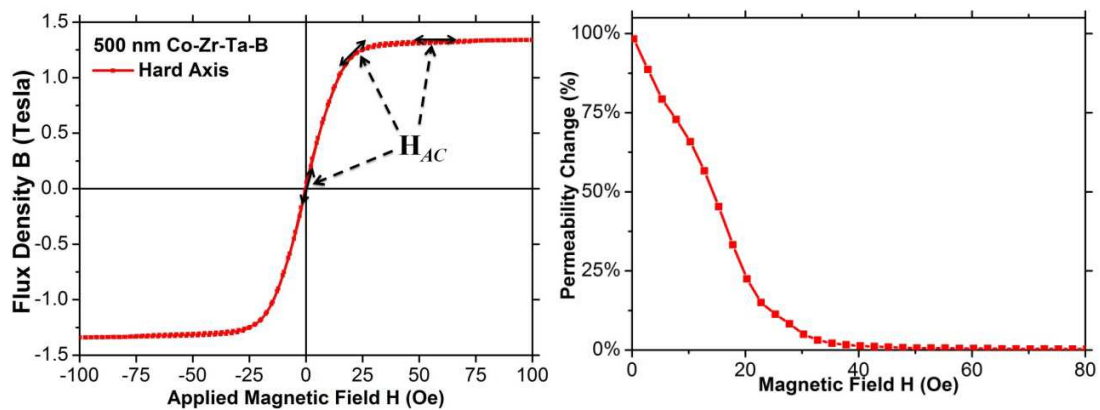 1.5
1.0
0.5
0.0
-0.5
-1.0
-1.5
Flux Density B (Tesla)
500 nm Co-Zr-Ta-B
Hard Axis
H_AC
-100 -75 -50 -25 0 25 50 75 100
Applied Magnetic Field H (Oe)
100%
75%
50%
25%
0%
Permeability Change (%)
0 20 40 60 80
Magnetic Field H (Oe)